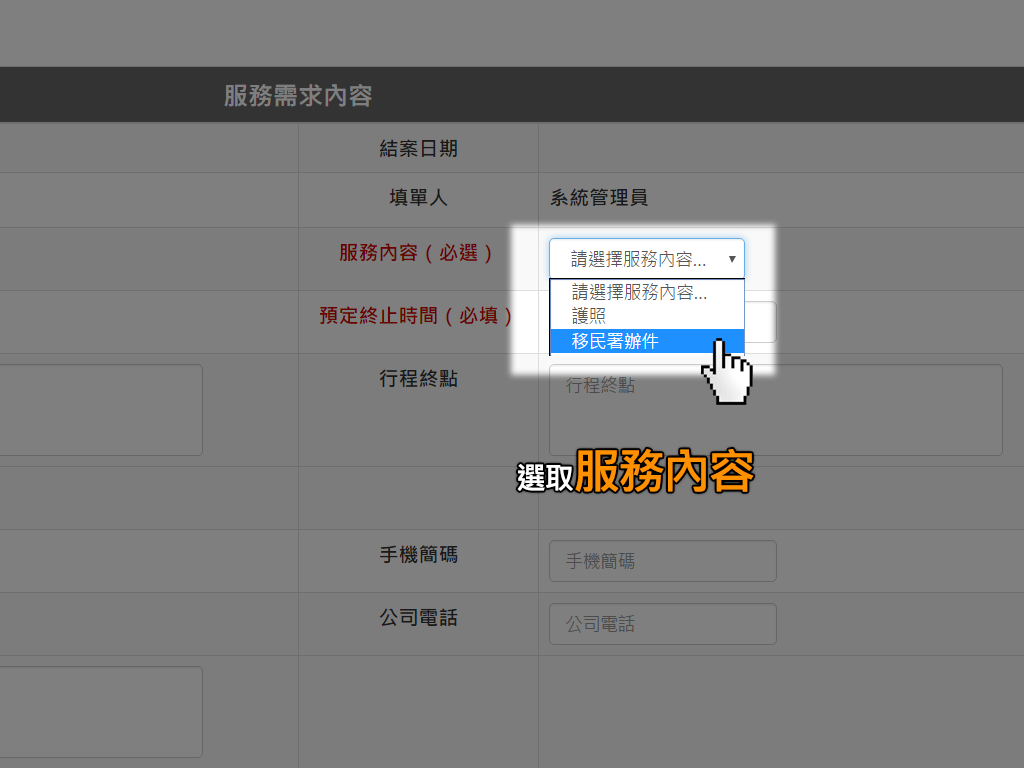 服務需求內容
結案日期
填單人 系統管理員
服務內容 ( 必選 ) 請選擇服務內容...
請選擇服務內容...
預定終止時間 ( 必填 ) 護照
移民署辦件
行程終點 行程終點
選取服務內容
手機簡碼 手機簡碼
公司電話 公司電話